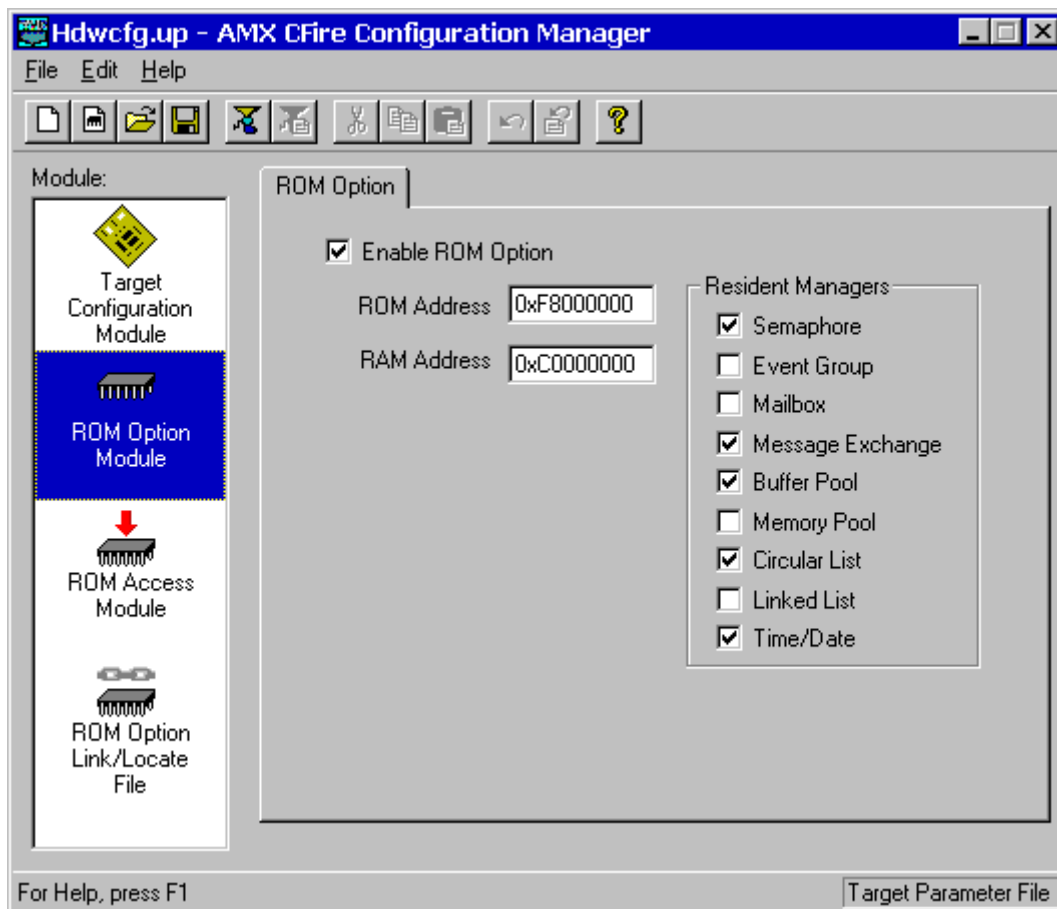 Hdwcfg.up - AMX CFire Configuration Manager
File Edit Help
Module:
Target
Configuration
Module
ROM Option
Module
ROM Access
Module
ROM Option
Link/Locate
File
ROM Option
Enable ROM Option
ROM Address 0xF8000000
RAM Address 0xC0000000
Resident Managers
Semaphore
Event Group
Mailbox
Message Exchange
Buffer Pool
Memory Pool
Circular List
Linked List
Time/Date
For Help, press F1
Target Parameter File